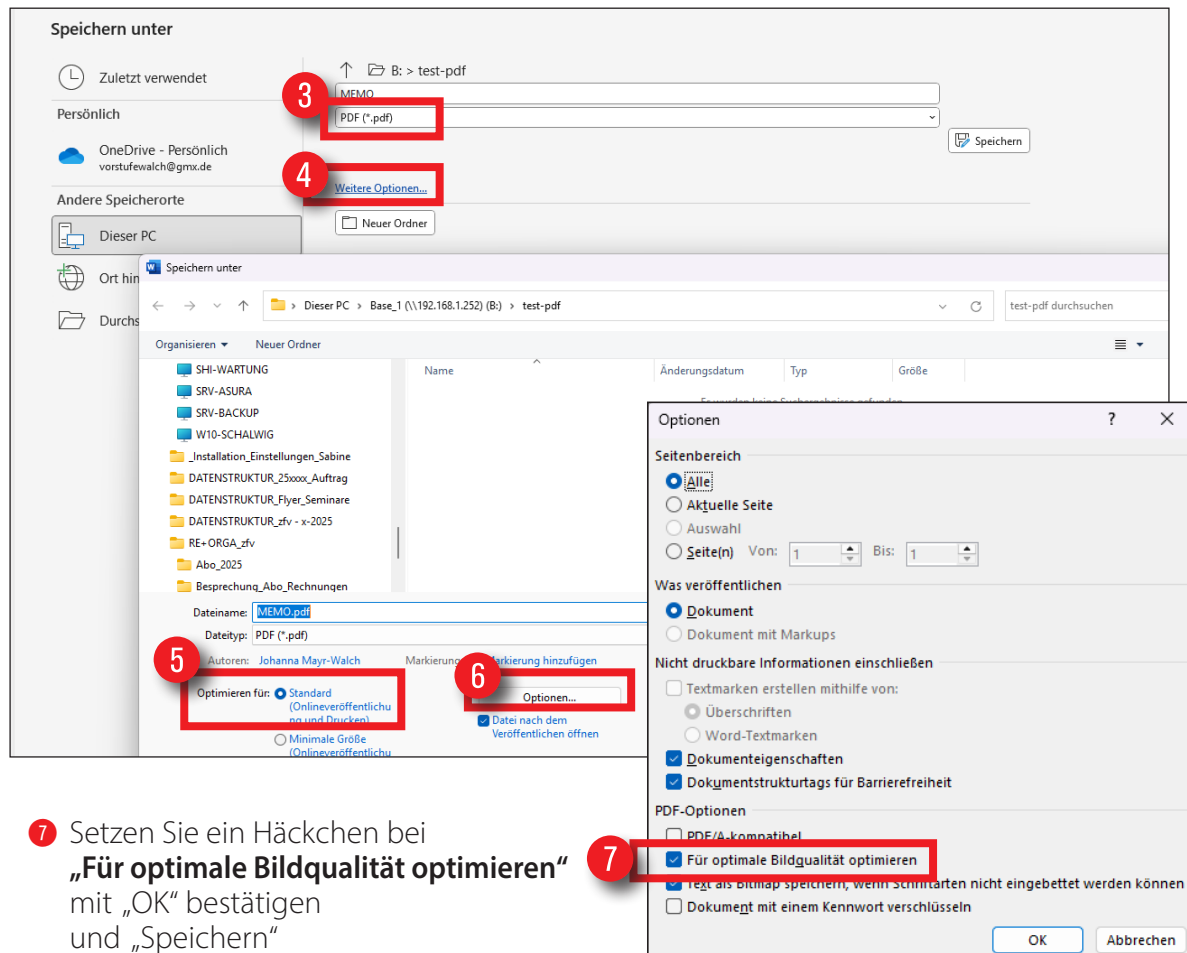 Speichern unter
Zuletzt verwendet
Persönlich
OneDrive - Persönlich
vorstufewalch@gmx.de
Andere Speicherorte
Dieser PC
Ort hin
Durchs
B: > test-pdf
3
MEMO
PDF (*.pdf)
Speichern
4
Weitere Optionen...
Neuer Ordner
Speichern unter
Dieser PC > Base_1 (\\192.168.1.252) (B:) > test-pdf
test-pdf durchsuchen
Organisieren
Neuer Ordner
SHI-WARTUNG
SRV-ASURA
SRV-BACKUP
W10-SCHALWIG
_Installation_Einstellungen_Sabine
DATENSTRUKTUR_25xxxx_Auftrag
DATENSTRUKTUR_Flyer_Seminare
DATENSTRUKTUR_zfv - x-2025
RE+ORGA_zfv
Abo_2025
Besprechung_Abo_Rechnungen
Name Änderungsdatum Typ Größe
Es wurden keine Suchergebnisse gefunden
Dateiname: MEMO.pdf
Dateityp: PDF (*.pdf)
Autoren: Johanna Mayr-Walch
Markierung Markierung hinzufügen
5
Optimieren für: Standard
(Onlineveröffentlichu
ng und Drucken)
Minimale Größe
(Onlineveröffentlichu
6
Optionen...
Datei nach dem
Veröffentlichen öffnen
Optionen ?
Seitenbereich
Alle
Aktuelle Seite
Auswahl
Seite(n) Von: 1 Bis: 1
Was veröffentlichen
Dokument
Dokument mit Markups
Nicht druckbare Informationen einschließen
Textmarken erstellen mithilfe von:
Überschriften
Word-Textmarken
Dokumenteigenschaften
Dokumentstrukturtags für Barrierefreiheit
PDF-Optionen
PDF/A-kompatibel
7
Für optimale Bildqualität optimieren
Text als Bitmap speichern, wenn Schriftarten nicht eingebettet werden können
Dokument mit einem Kennwort verschlüsseln
OK Abbrechen
7 Setzen Sie ein Häckchen bei
„Für optimale Bildqualität optimieren“
mit „OK“ bestätigen
und „Speichern“